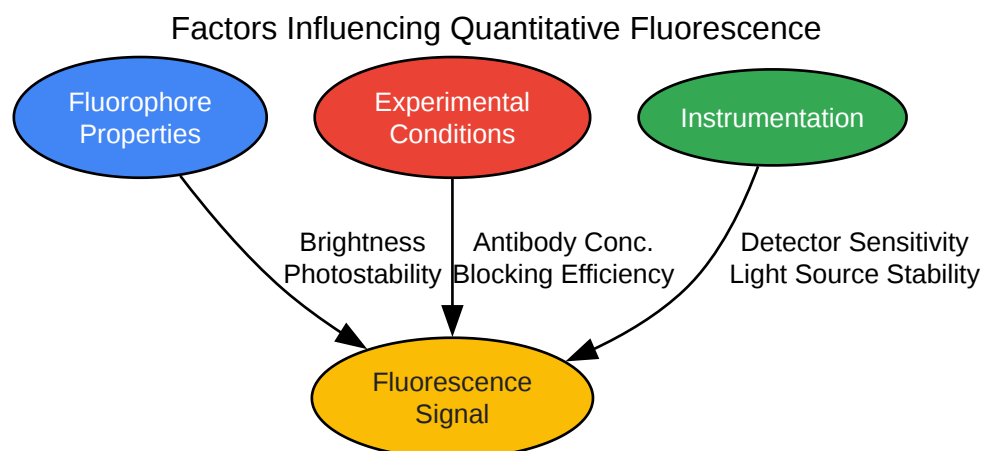 Factors Influencing Quantitative Fluorescence
Fluorophore
Properties
Experimental
Conditions
Instrumentation
Brightness
Photostability
Antibody Conc.
Blocking Efficiency
Detector Sensitivity
Light Source Stability
Fluorescence
Signal